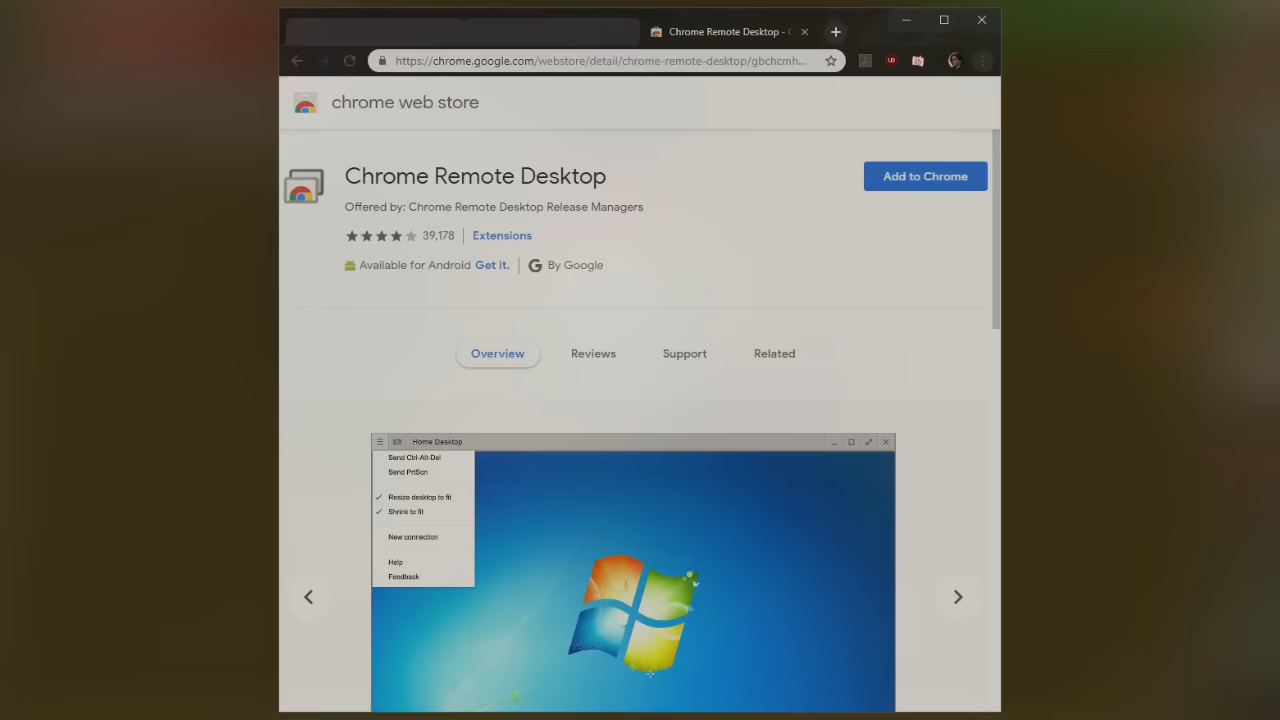 Chrome Remote Desktop -
https://chrome.google.com/webstore/detail/chrome-remote-desktop/gbchcmh...
chrome web store
Chrome Remote Desktop
Add to Chrome
Offered by: Chrome Remote Desktop Release Managers
39,178 Extensions
Available for Android Get it. By Google
Overview Reviews Support Related
Home Desktop
Send Ctrl-Alt-Del
Send PrtScn
Resize desktop to fit
Shrink to fit
New connection
Help
Feedback